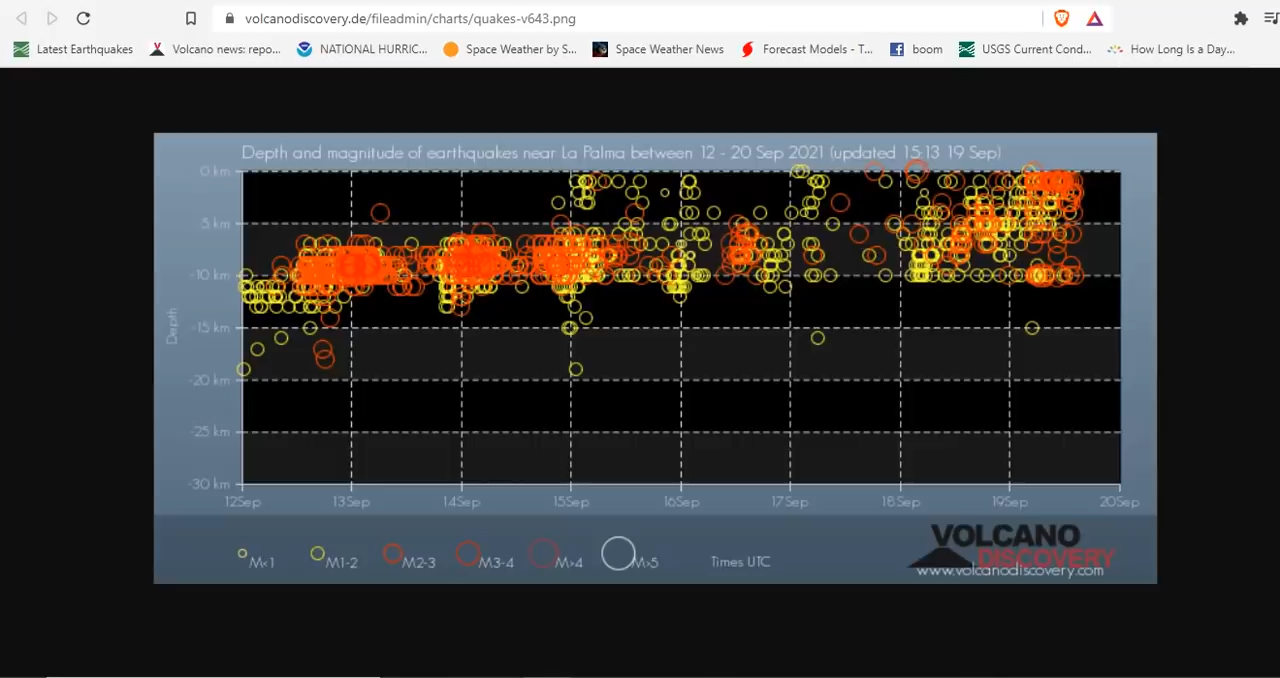 volcanodiscovery.de/fileadmin/charts/quakes-v643.png
Latest Earthquakes Volcano news: repo... NATIONAL HURRIC... Space Weather by S... Space Weather News Forecast Models - T... boom USGS Current Cond... How Long Is a Day...
Depth and magnitude of earthquakes near La Palma between 12 - 20 Sep 2021 (updated 15:13 19 Sep)
0 km
-5 km
-10 km
-15 km
-20 km
-25 km
-30 km
Depth
12Sep 13Sep 14Sep 15Sep 16Sep 17Sep 18Sep 19Sep 20Sep
M<1 M1-2 M2-3 M3-4 M>4 M>5 Times UTC
VOLCANO
DISCOVERY
www.volcanodiscovery.com